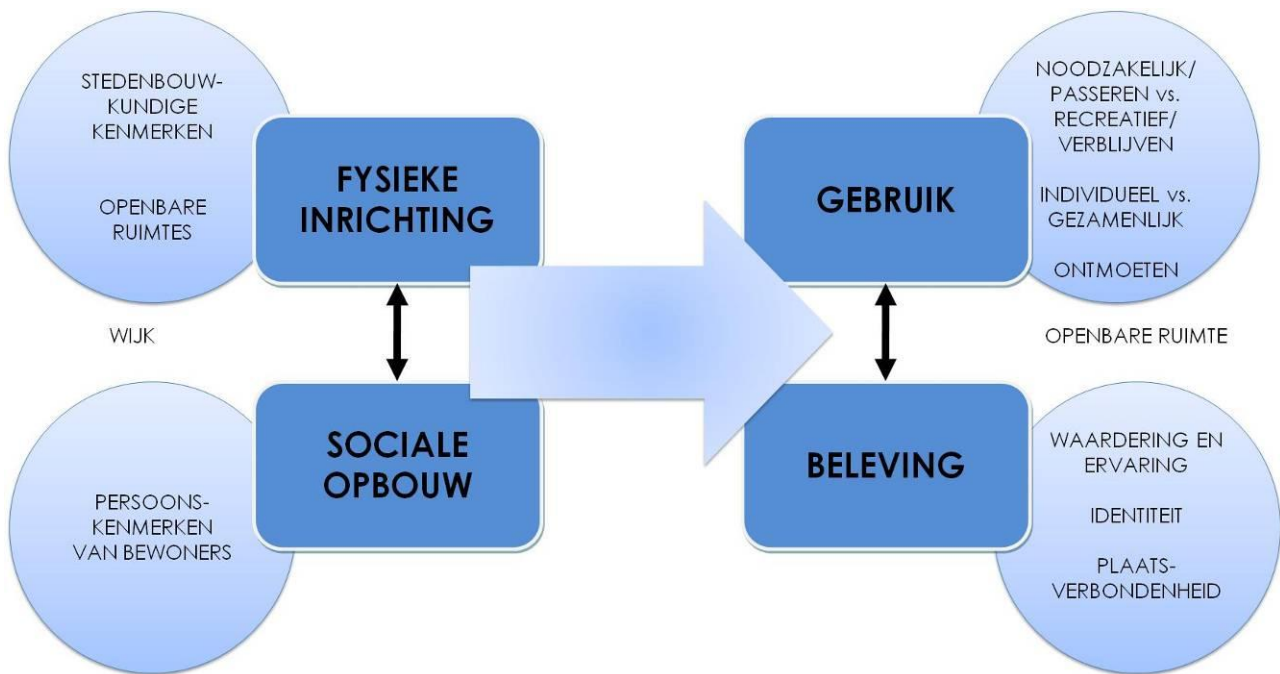 STEDENBOUW-
KUNDIGE
KENMERKEN
OPENBARE
RUIMTES
FYSIEKE
INRICHTING
WIJK
SOCIALE
OPBOUW
PERSOONS-
KENMERKEN
VAN BEWONERS
GEBRUIK
NOODZAKELIJK/
PASSEREN vs.
RECREATIEF/
VERBLIJVEN
INDIVIDUEEL vs.
GEZAMENLIJK
ONTMOETEN
OPENBARE RUIMTE
BELEVING
WAARDERING EN
ERVARING
IDENTITEIT
PLAATS-
VERBONDENHEID